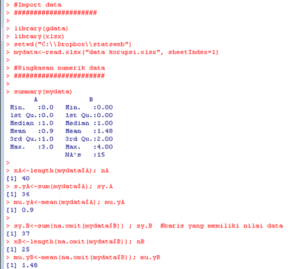 > #Import data
> ####################
>
> library(gdata)
> library(xlsx)
> setwd("C:\\Dropbox\\statsweb")
> mydata<-read.xlsx("data korupsi.xlsx", sheetIndex=1)
>
> #Ringkasan numerik data
> ######################
>
> summary(mydata)
A B
Min. :0.0 Min. :0.00
1st Qu.:0.0 1st Qu.:0.00
Median :1.0 Median :1.00
Mean :0.9 Mean :1.48
3rd Qu.:1.0 3rd Qu.:2.00
Max. :3.0 Max. :4.00
NA's :15
>
> nA<-length(mydata$A); nA
[1] 40
> s.yA<-sum(mydata$A); sy.A
[1] 36
> mu.yA<-mean(mydata$A); mu.yA
[1] 0.9
>
> sy.B<-sum(na.omit(mydata$B)) ; sy.B #baris yang memiliki nilai data
[1] 37
> nB<-length(na.omit(mydata$B)); nB
[1] 25
> mu.yB<-mean(na.omit(mydata$B)); mu.yB
[1] 1.48